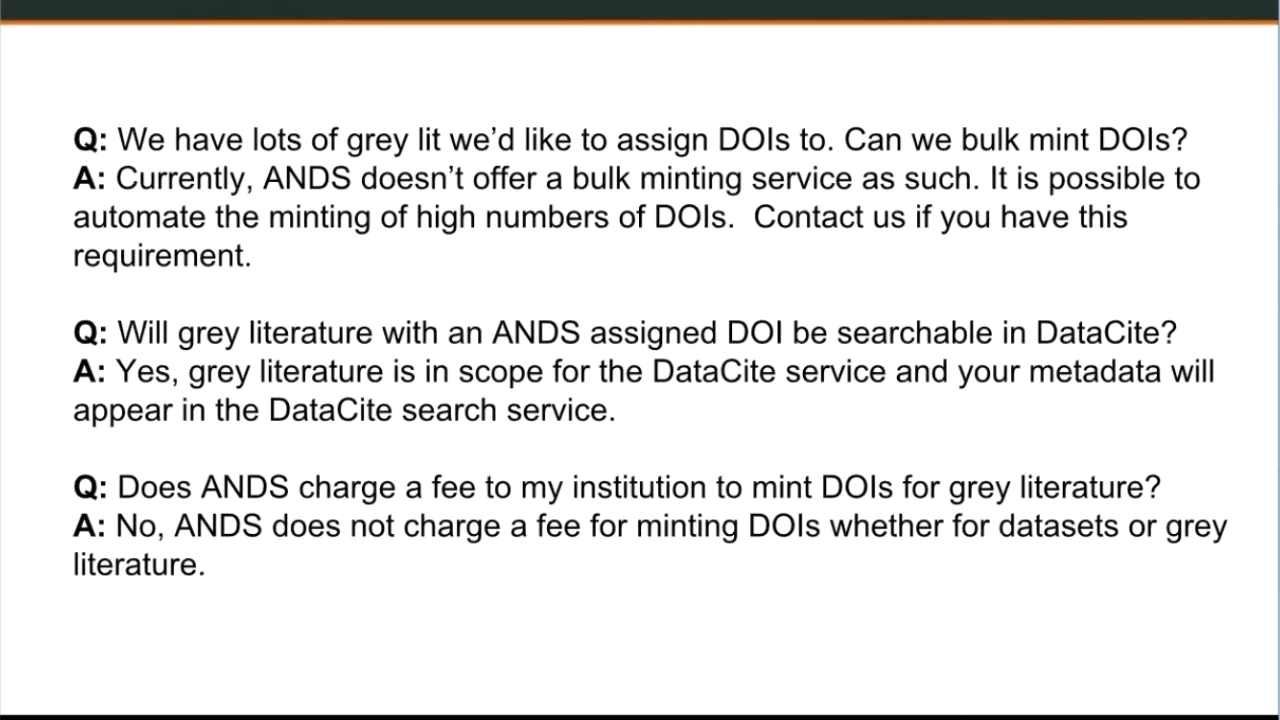 Q: We have lots of grey lit we’d like to assign DOIs to. Can we bulk mint DOIs?
A: Currently, ANDS doesn’t offer a bulk minting service as such. It is possible to
automate the minting of high numbers of DOIs.  Contact us if you have this
requirement.
Q: Will grey literature with an ANDS assigned DOI be searchable in DataCite?
A: Yes, grey literature is in scope for the DataCite service and your metadata will
appear in the DataCite search service.
Q: Does ANDS charge a fee to my institution to mint DOIs for grey literature?
A: No, ANDS does not charge a fee for minting DOIs whether for datasets or grey
literature.